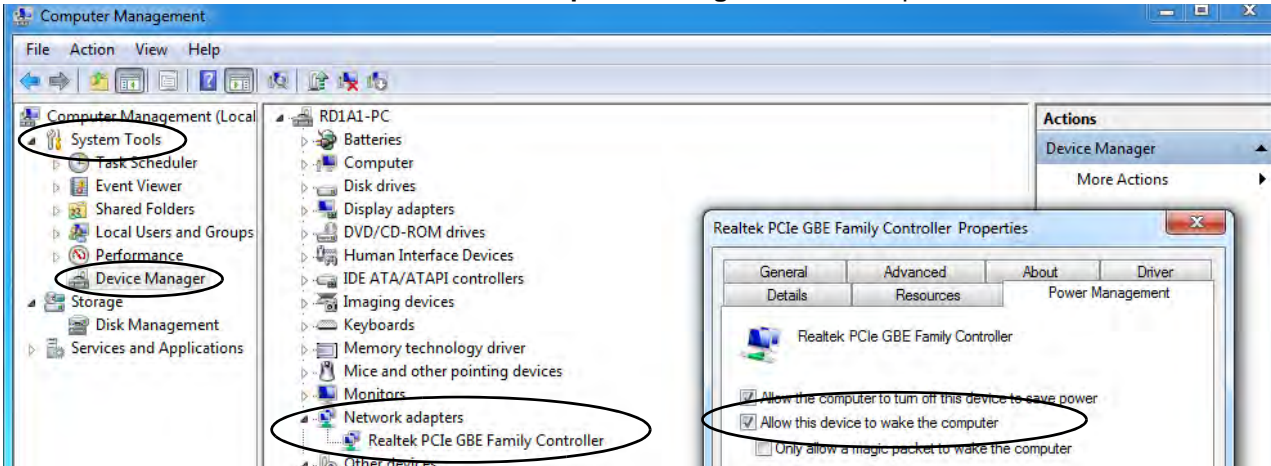 Computer Management
File Action View Help
Computer Management (Local
System Tools
Task Scheduler
Event Viewer
Shared Folders
Local Users and Groups
Performance
Device Manager
Storage
Disk Management
Services and Applications
RD1A1-PC
Batteries
Computer
Disk drives
Display adapters
DVD/CD-ROM drives
Human Interface Devices
IDE ATA/ATAPI controllers
Imaging devices
Keyboards
Memory technology driver
Mice and other pointing devices
Monitors
Network adapters
Realtek PCIe GBE Family Controller
Other devices
Actions
Device Manager
More Actions
Realtek PCIe GBE Family Controller Properties
General Advanced About Driver
Details Resources Power Management
Realtek PCIe GBE Family Controller
Allow the computer to turn off this device to save power
Allow this device to wake the computer
Only allow a magic packet to wake the computer